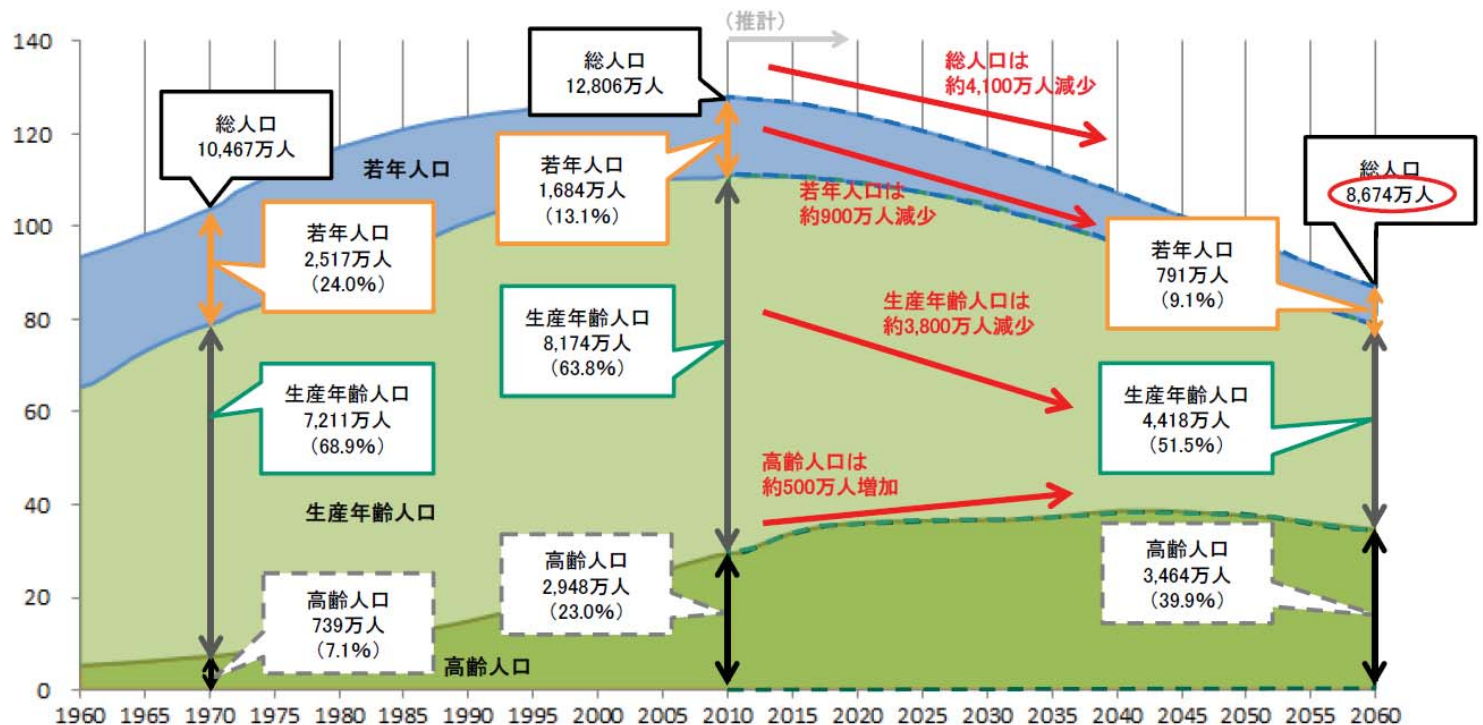 （推計）
140
120
100
80
60
40
20
0
総人口
10,467万人
総人口
12,806万人
総人口は
約4,100万人減少
総人口
8,674万人
若年人口
若年人口
2,517万人
(24.0%)
若年人口
1,684万人
(13.1%)
若年人口は
約900万人減少
若年人口
791万人
(9.1%)
生産年齢人口
7,211万人
(68.9%)
生産年齢人口
8,174万人
(63.8%)
生産年齢人口は
約3,800万人減少
生産年齢人口
4,418万人
(51.5%)
生産年齢人口
高齢人口は
約500万人増加
高齢人口
739万人
(7.1%)
高齢人口
2,948万人
(23.0%)
高齢人口
3,464万人
(39.9%)
高齢人口
1960 1965 1970 1975 1980 1985 1990 1995 2000 2005 2010 2015 2020 2025 2030 2035 2040 2045 2050 2055 2060